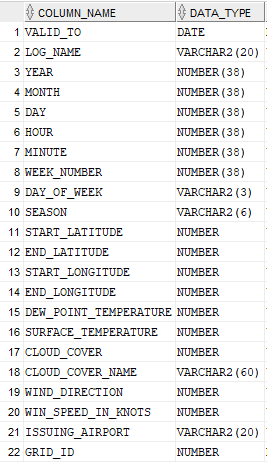 COLUMN_NAME DATA_TYPE
1 VALID_TO DATE
2 LOG_NAME VARCHAR2(20)
3 YEAR NUMBER(38)
4 MONTH NUMBER(38)
5 DAY NUMBER(38)
6 HOUR NUMBER(38)
7 MINUTE NUMBER(38)
8 WEEK_NUMBER NUMBER(38)
9 DAY_OF_WEEK VARCHAR2(3)
10 SEASON VARCHAR2(6)
11 START_LATITUDE NUMBER
12 END_LATITUDE NUMBER
13 START_LONGITUDE NUMBER
14 END_LONGITUDE NUMBER
15 DEW_POINT_TEMPERATURE NUMBER
16 SURFACE_TEMPERATURE NUMBER
17 CLOUD_COVER NUMBER
18 CLOUD_COVER_NAME VARCHAR2(60)
19 WIND_DIRECTION NUMBER
20 WIN_SPEED_IN_KNOTS NUMBER
21 ISSUING_AIRPORT VARCHAR2(20)
22 GRID_ID NUMBER